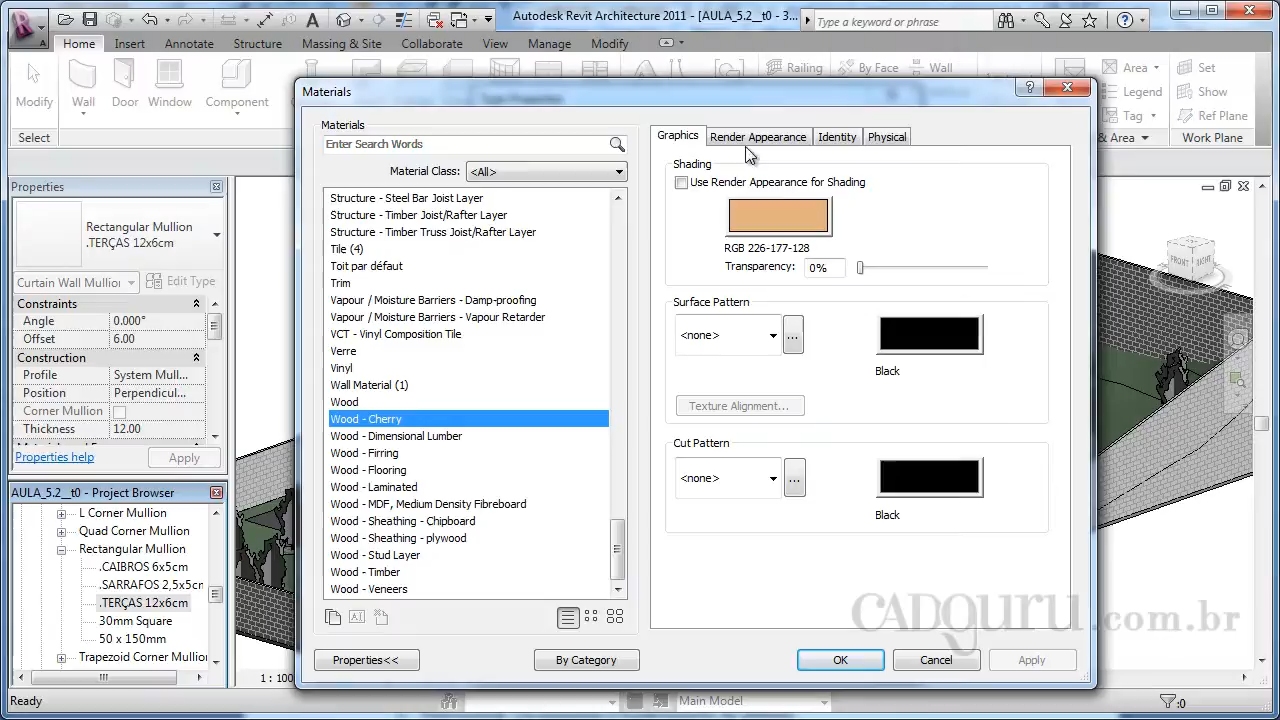 Autodesk Revit Architecture 2011 - [AULA_5.2__t0 - 3...
Type a keyword or phrase
Home
Insert
Annotate
Structure
Massing & Site
Collaborate
View
Manage
Modify
Modify
Wall
Door
Window
Component
Railing
By Face
Wall
Area
Legend
Tag
Set
Show
Ref Plane
Select
& Area
Work Plane
Properties
Rectangular Mullion
.TERÇAS 12x6cm
Curtain Wall Mullion
Edit Type
Constraints
Angle 0.000°
Offset 6.00
Construction
Profile System Mull...
Position Perpendicul...
Corner Mullion
Thickness 12.00
Properties help
Apply
AULA_5.2__t0 - Project Browser
L Corner Mullion
Quad Corner Mullion
Rectangular Mullion
.CAIBROS 6x5cm
.SARRAFOS 2,5x5cm
.TERÇAS 12x6cm
30mm Square
50 x 150mm
Trapezoid Corner Mullion
Materials
Materials
Enter Search Words
Material Class: <All>
Structure - Steel Bar Joist Layer
Structure - Timber Joist/Rafter Layer
Structure - Timber Truss Joist/Rafter Layer
Tile (4)
Toit par défaut
Trim
Vapour / Moisture Barriers - Damp-proofing
Vapour / Moisture Barriers - Vapour Retarder
VCT - Vinyl Composition Tile
Verre
Vinyl
Wall Material (1)
Wood
Wood - Cherry
Wood - Dimensional Lumber
Wood - Firring
Wood - Flooring
Wood - Laminated
Wood - MDF, Medium Density Fibreboard
Wood - Sheathing - Chipboard
Wood - Sheathing - plywood
Wood - Stud Layer
Wood - Timber
Wood - Veneers
Properties<<
By Category
Graphics
Render Appearance
Identity
Physical
Shading
Use Render Appearance for Shading
RGB 226-177-128
Transparency: 0%
Surface Pattern
<none>
...
Black
Texture Alignment...
Cut Pattern
<none>
...
Black
OK
Cancel
Apply
FRONT
RIGHT
CADguru.com.br
1 : 100
Ready
Main Model
:0